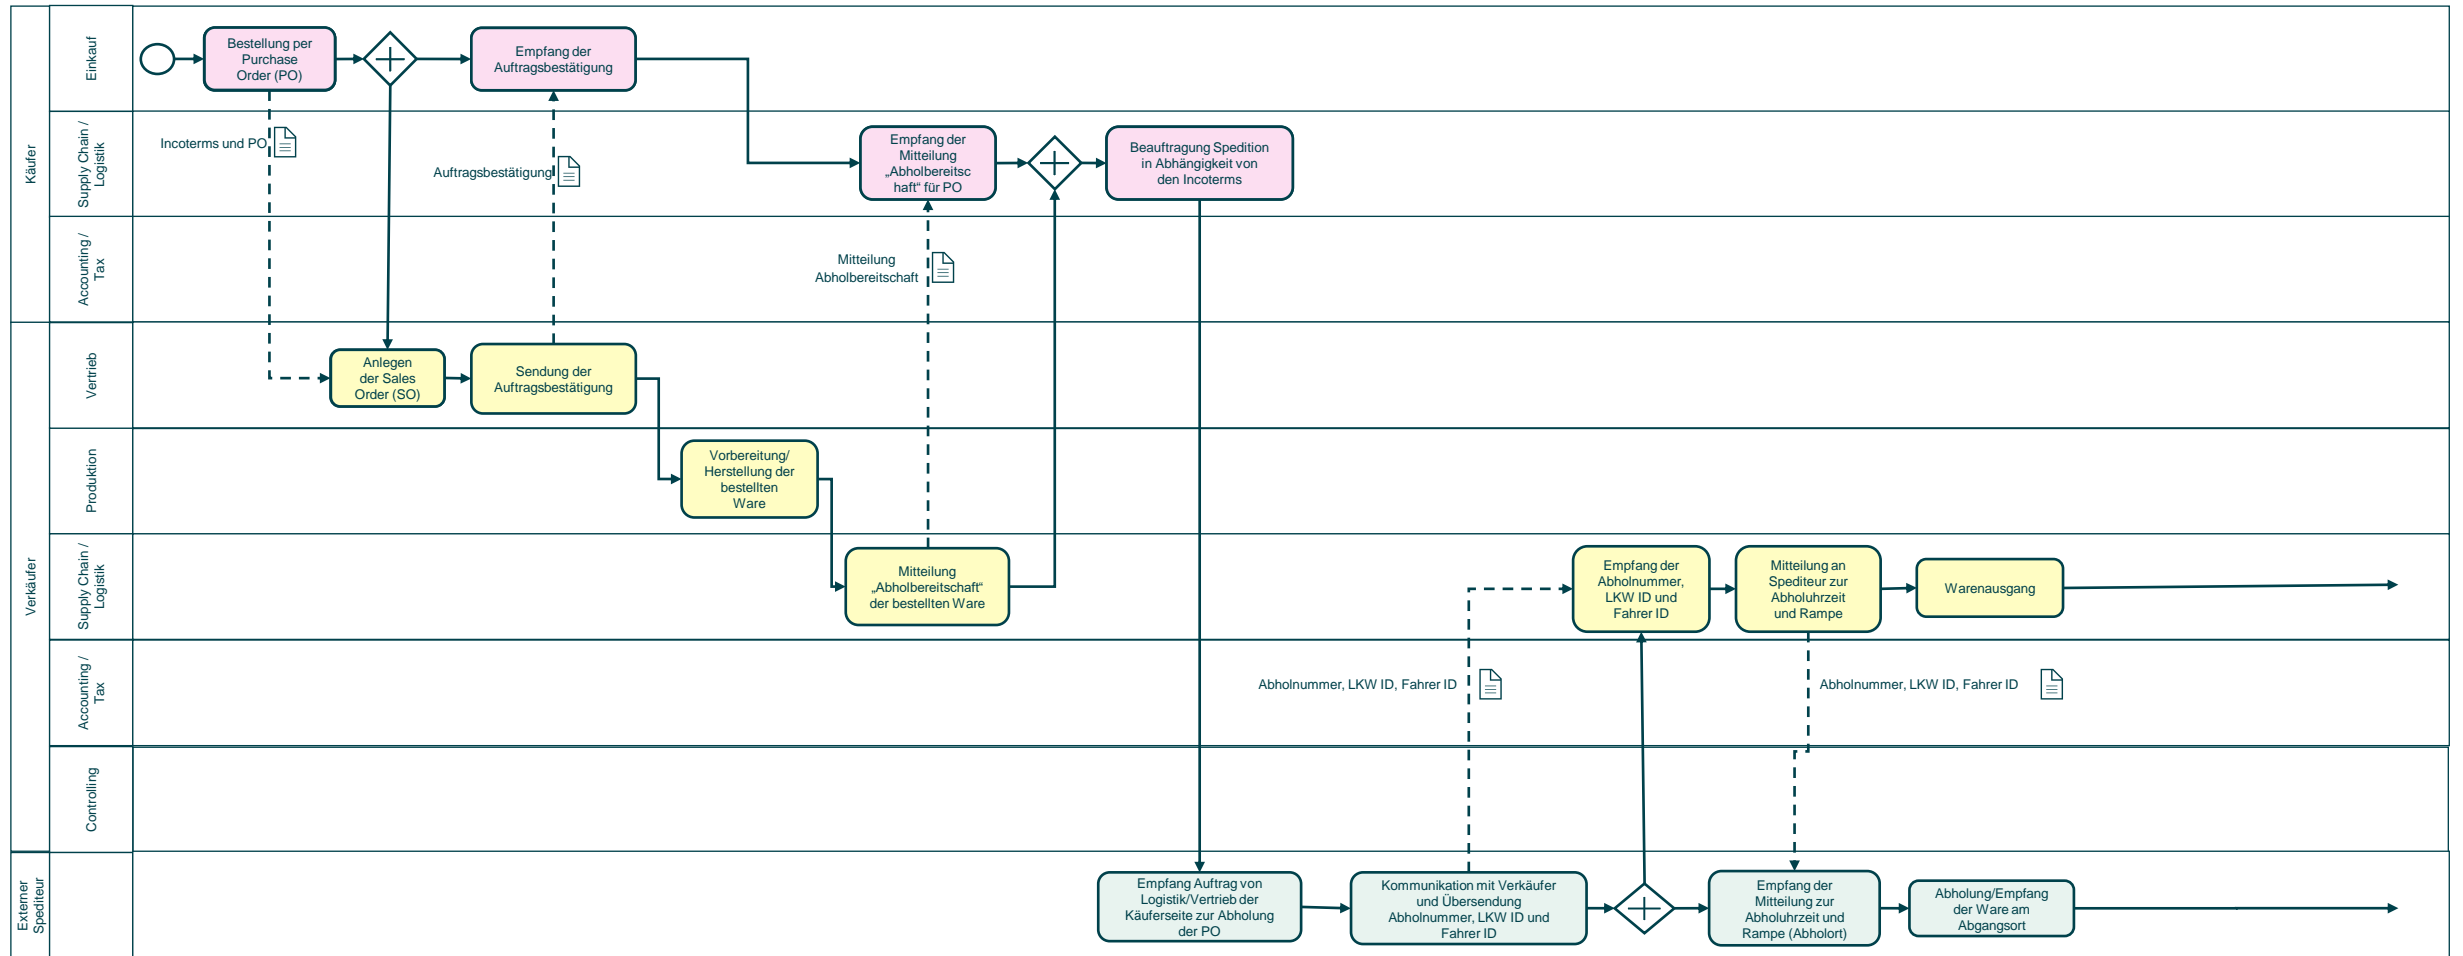 Käufer
Einkauf
Bestellung per
Purchase
Order (PO)
Empfang der
Auftragsbestätigung
Supply Chain /
Logistik
Incoterms und PO
Auftragsbestätigung
Empfang der
Mitteilung
„Abholbereitsc
haft“ für PO
Beauftragung Spedition
in Abhängigkeit von
den Incoterms
Accounting /
Tax
Mitteilung
Abholbereitschaft
Verkäufer
Vertrieb
Anlegen
der Sales
Order (SO)
Sendung der
Auftragsbestätigung
Produktion
Vorbereitung/
Herstellung der
bestellten
Ware
Supply Chain /
Logistik
Mitteilung
„Abholbereitschaft“
der bestellten Ware
Empfang der
Abholnummer,
LKW ID und
Fahrer ID
Mitteilung an
Spediteur zur
Abholuhrzeit
und Rampe
Warenausgang
Accounting /
Tax
Abholnummer, LKW ID, Fahrer ID
Abholnummer, LKW ID, Fahrer ID
Controlling
Externer
Spediteur
Empfang Auftrag von
Logistik/Vertrieb der
Käuferseite zur Abholung
der PO
Kommunikation mit Verkäufer
und Übersendung
Abholnummer, LKW ID und
Fahrer ID
Empfang der
Mitteilung zur
Abholuhrzeit und
Rampe (Abholort)
Abholung/Empfang
der Ware am
Abgangsort